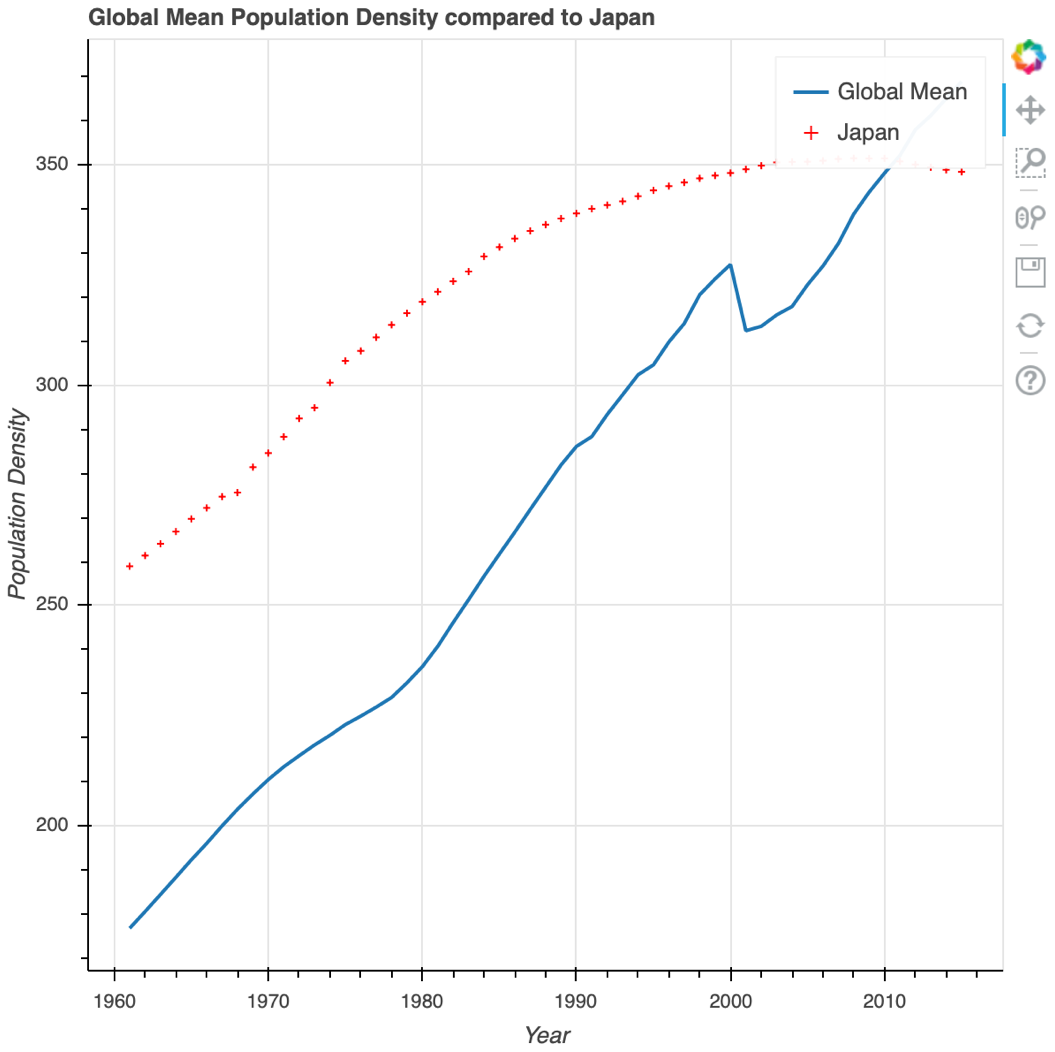 Global Mean Population Density compared to Japan
Global Mean
Japan
350
300
250
200
Population Density
1960 1970 1980 1990 2000 2010
Year
?